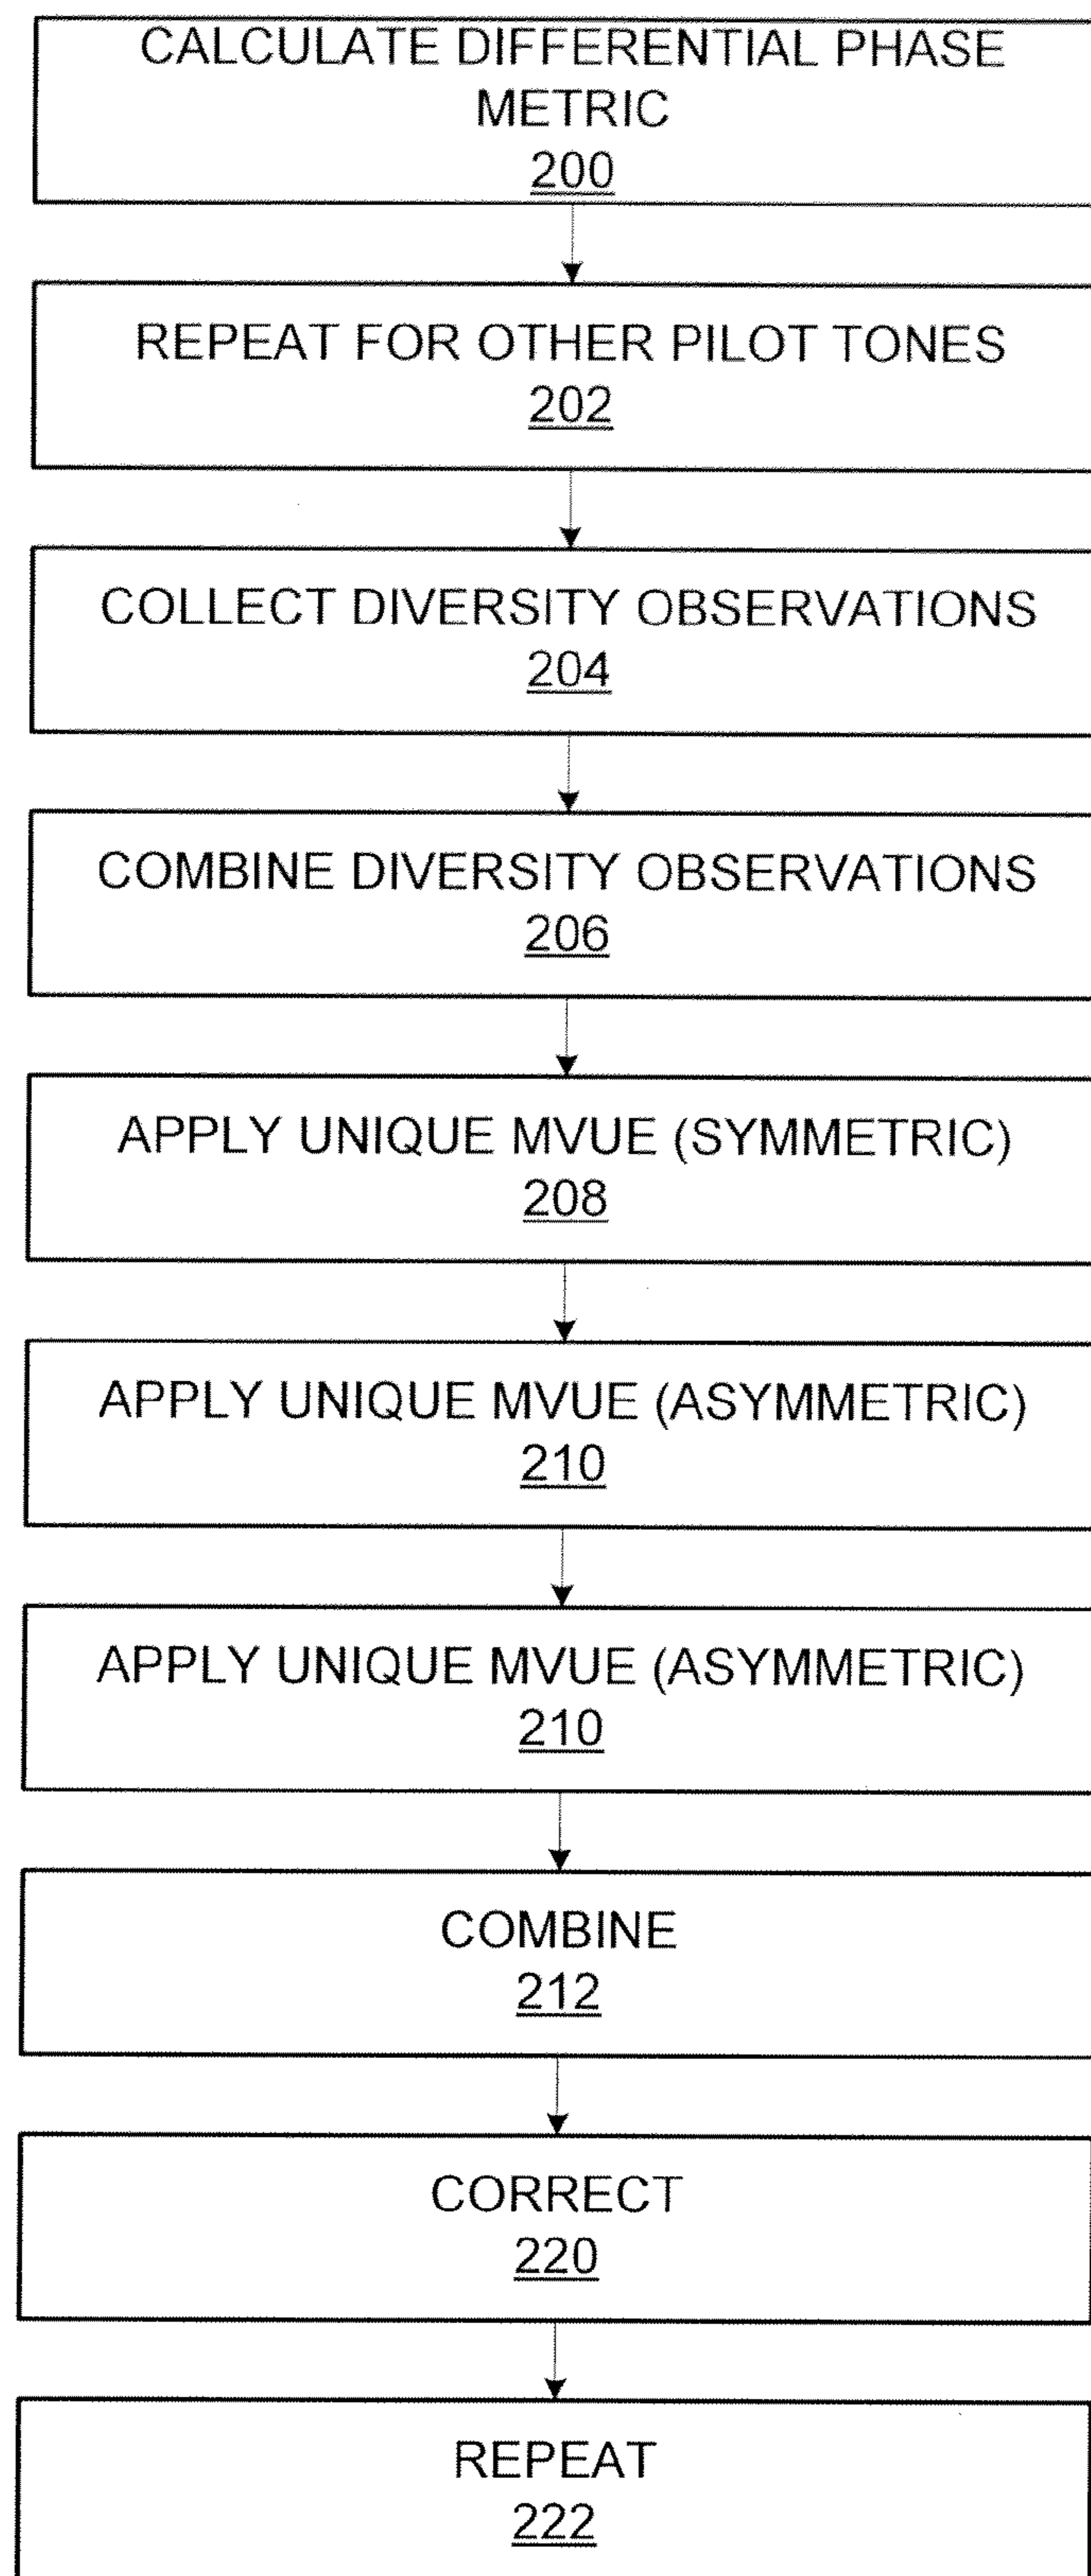 CALCULATE DIFFERENTIAL PHASE
METRIC
200
REPEAT FOR OTHER PILOT TONES
202
COLLECT DIVERSITY OBSERVATIONS
204
COMBINE DIVERSITY OBSERVATIONS
206
APPLY UNIQUE MVUE (SYMMETRIC)
208
APPLY UNIQUE MVUE (ASYMMETRIC)
210
APPLY UNIQUE MVUE (ASYMMETRIC)
210
COMBINE
212
CORRECT
220
REPEAT
222